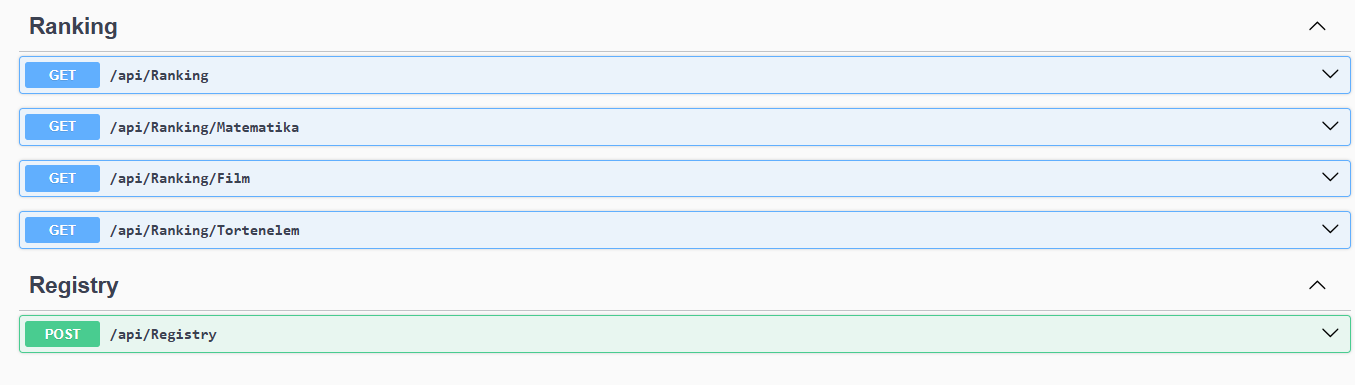 Ranking
GET /api/Ranking
GET /api/Ranking/Matematika
GET /api/Ranking/Film
GET /api/Ranking/Tortenelem
Registry
POST /api/Registry